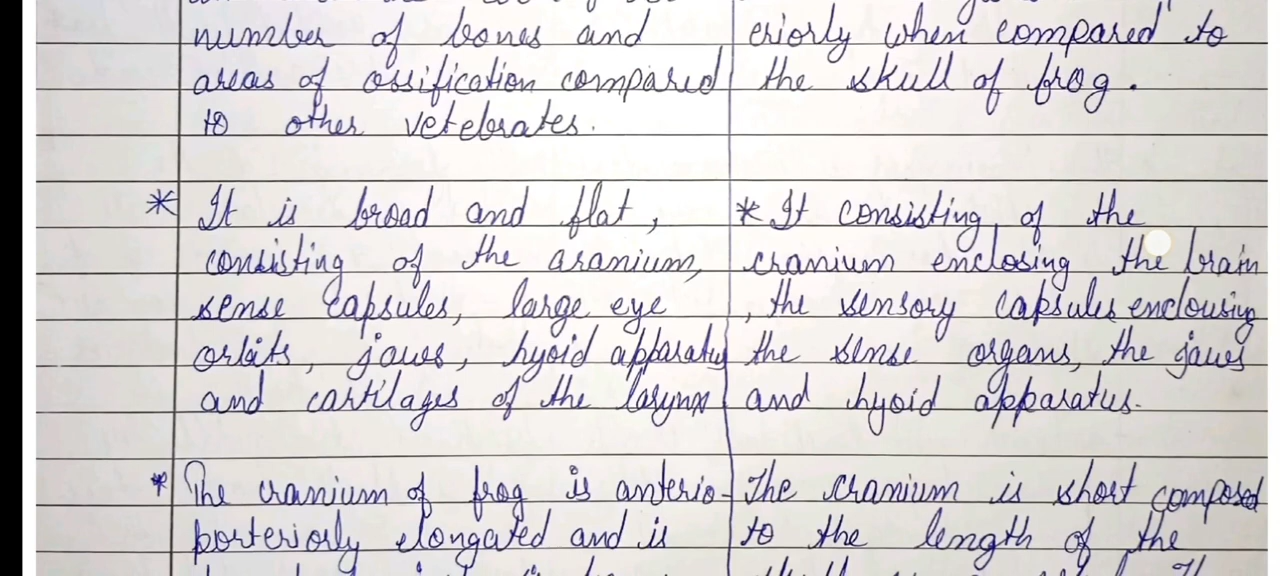 number of bones and
areas of ossification compared
to other vetebrates.
* It is broad and flat,
consisting of the aranium,
sense capsules, large eye
orbits, jaws, hyoid apparatus
and cartilages of the larynx
* The cranium of frog is anterio-
porteriorly elongated and is
eriorly when compared to
the skull of frog.
* It consisting of the
cranium enclosing the brain
, the sensory capsules enclousing
the sense organs, the jaws
and hyoid apparatus.
The cranium is short composed
to the length of the